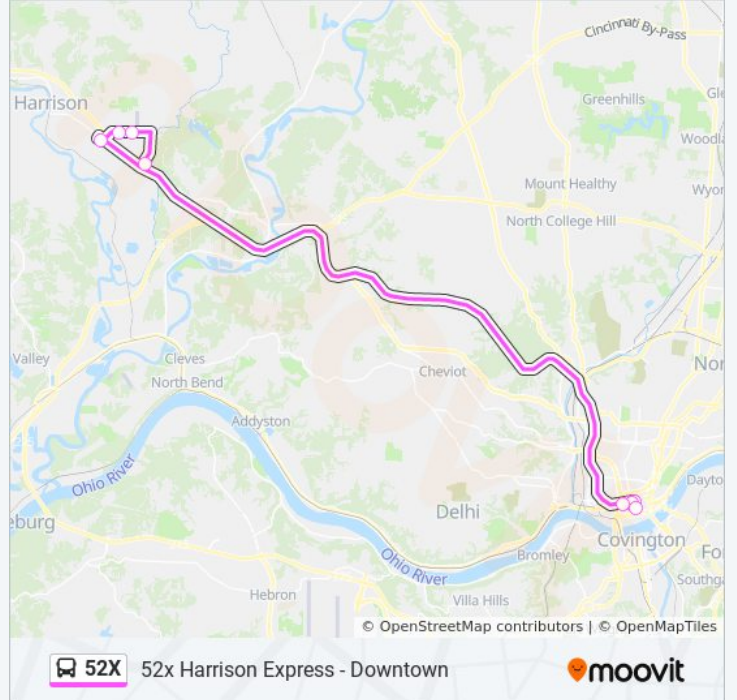 Cincinnati By-Pass
Harrison
Greenhills
Gle
Woodla
Mount Healthy
Wyor
North College Hill
Valley
Cleves
Cheviot
Nor
North Bend
Addyston
Ohio River
Dayto
Delhi
eburg
Covington
Ohio River
Bromley
Fo
Southga
Hebron
Villa Hills
© OpenStreetMap contributors | © OpenMapTiles
52X 52x Harrison Express - Downtown moovit